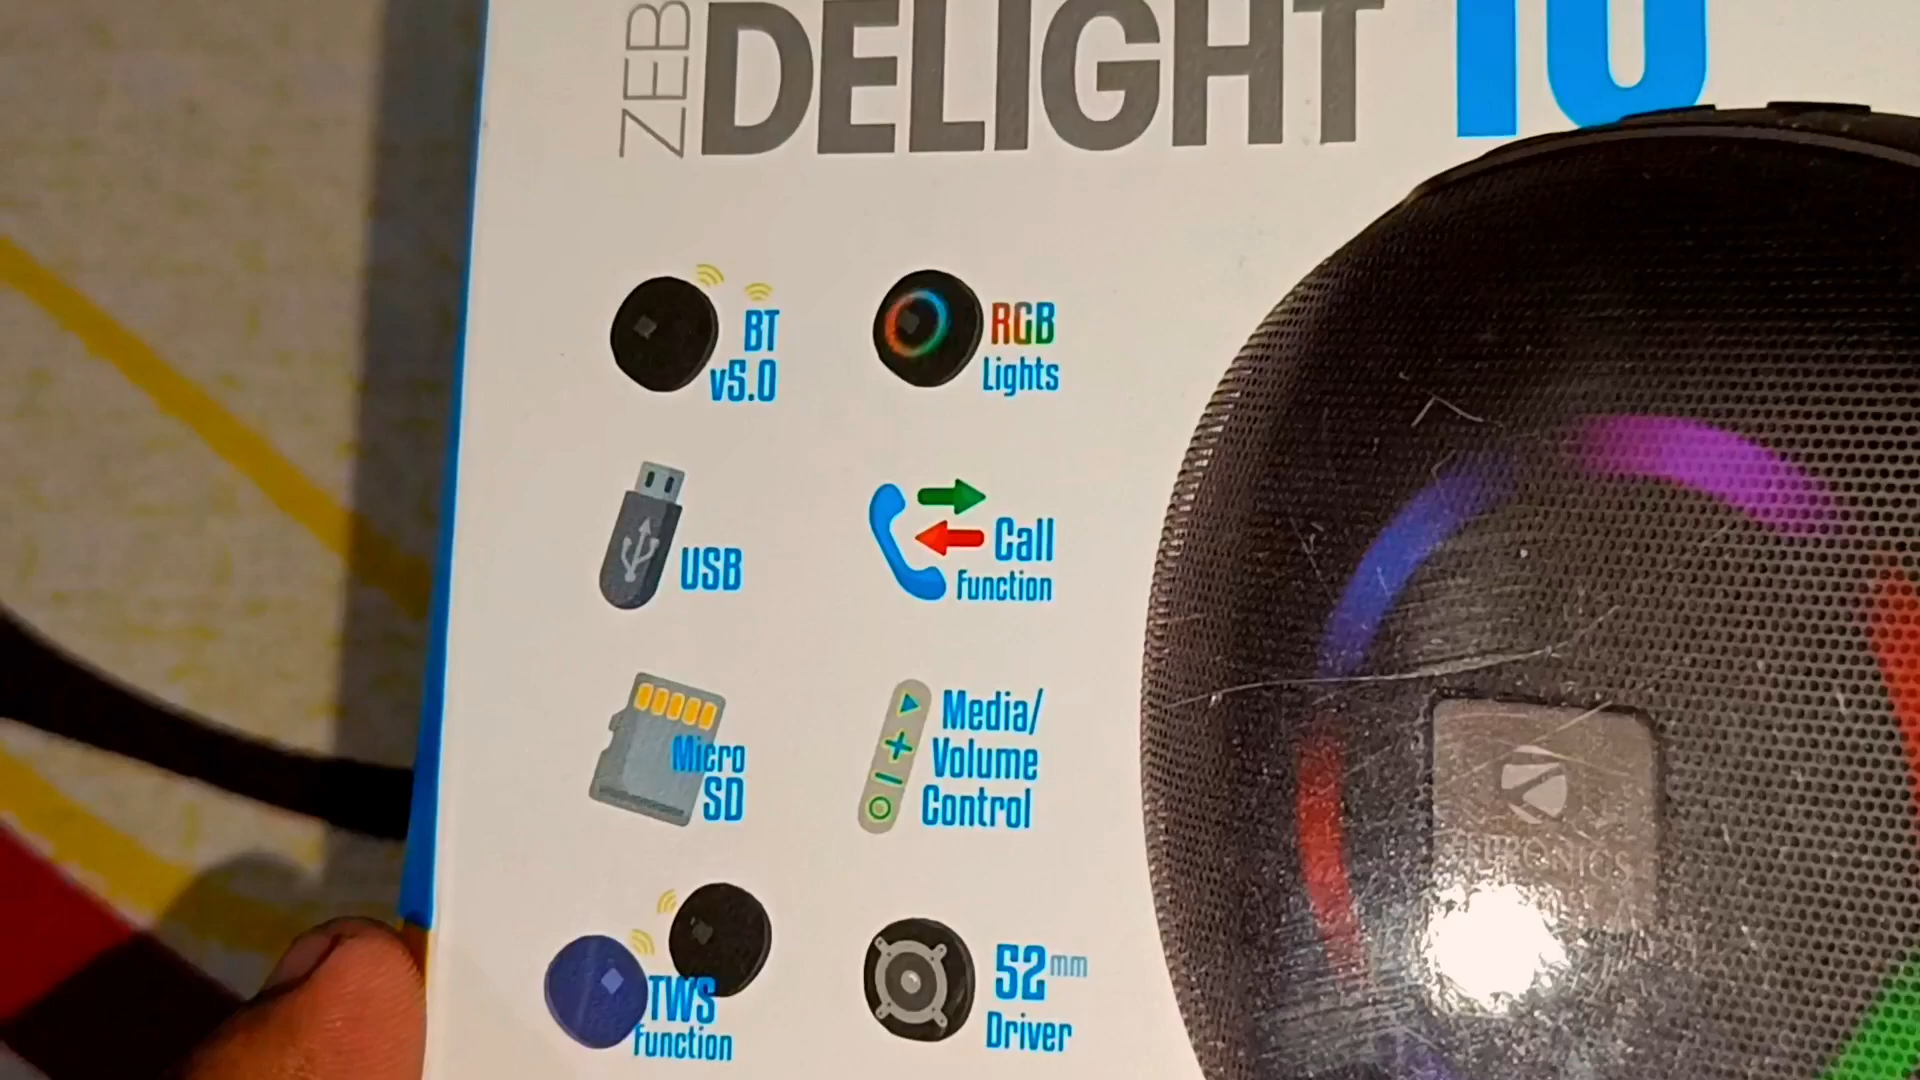 ZEB DELIGHT 10
BT
v5.0
RGB
Lights
USB
Call
Function
Micro
SD
Media/
Volume
Control
TWS
Function
52mm
Driver